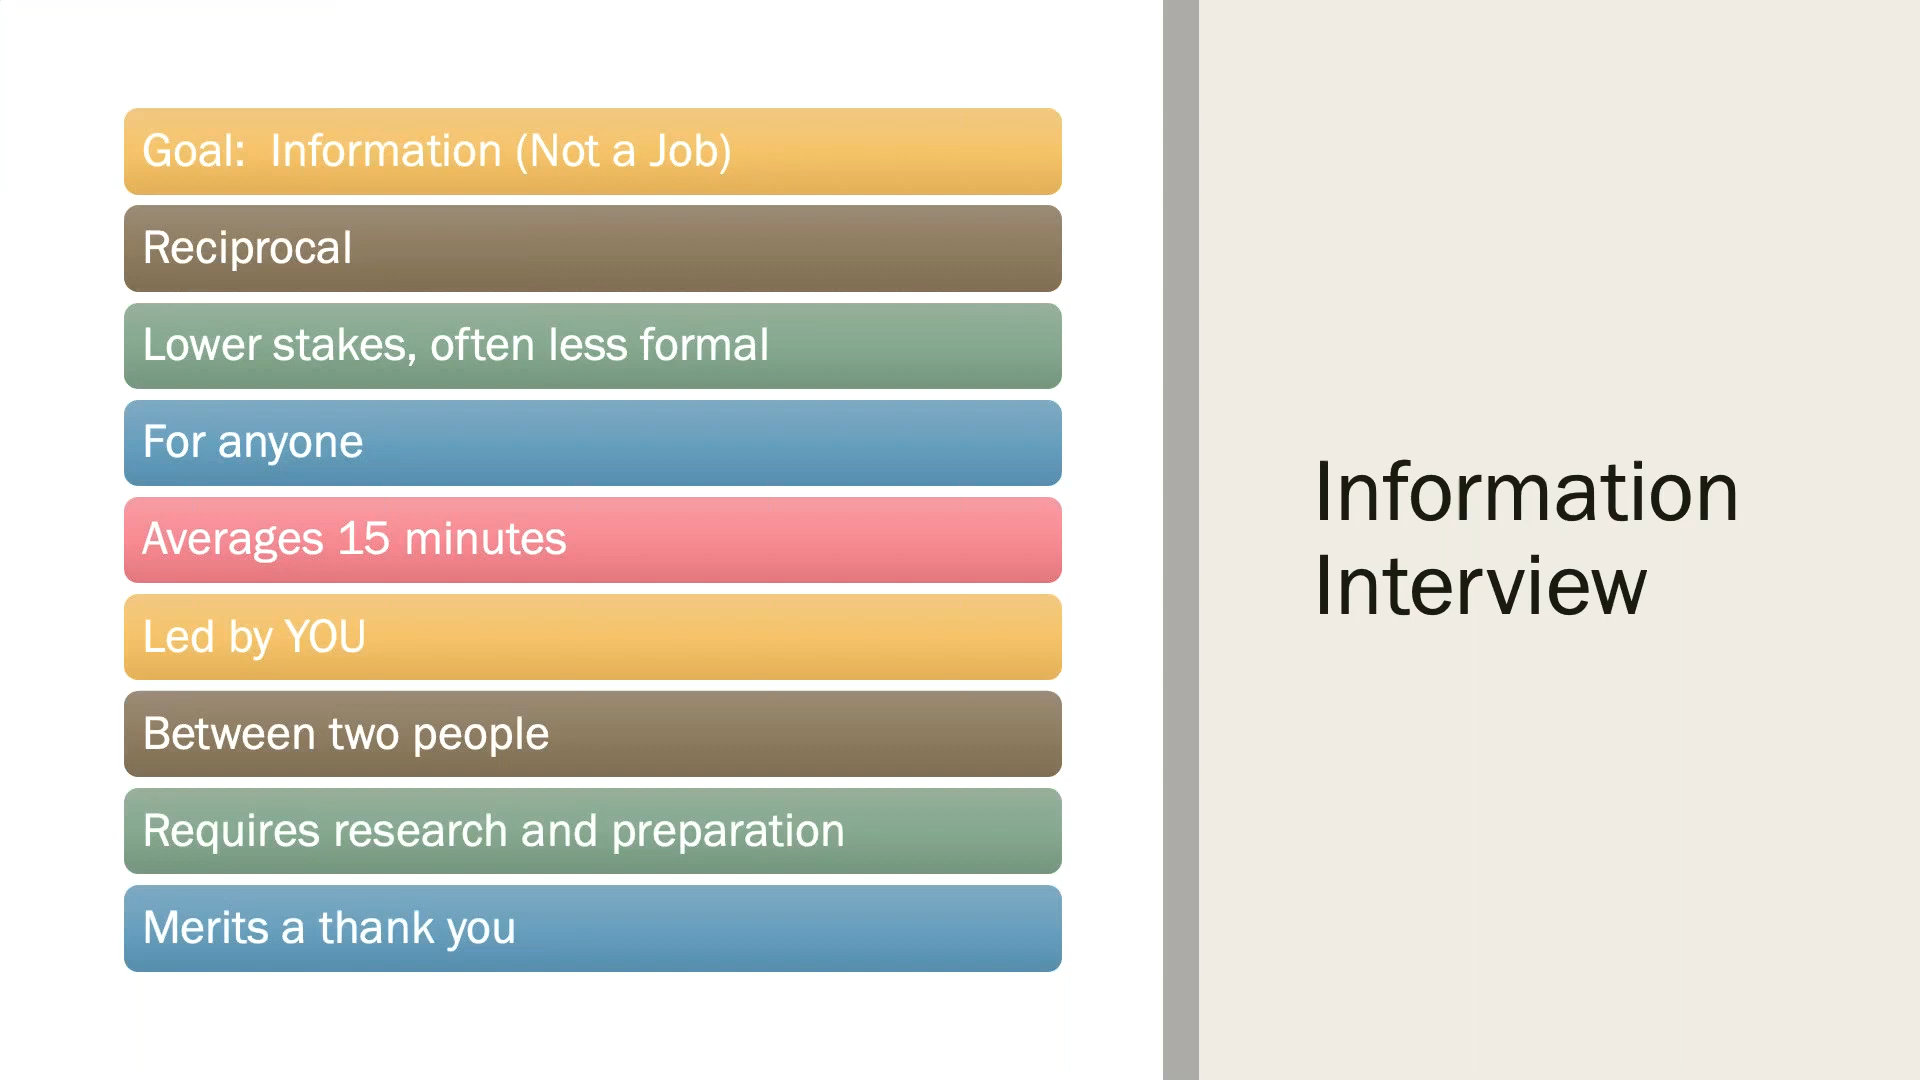 Goal:  Information (Not a Job)
Reciprocal
Lower stakes, often less formal
For anyone
Averages 15 minutes
Led by YOU
Between two people
Requires research and preparation
Merits a thank you
Information
Interview